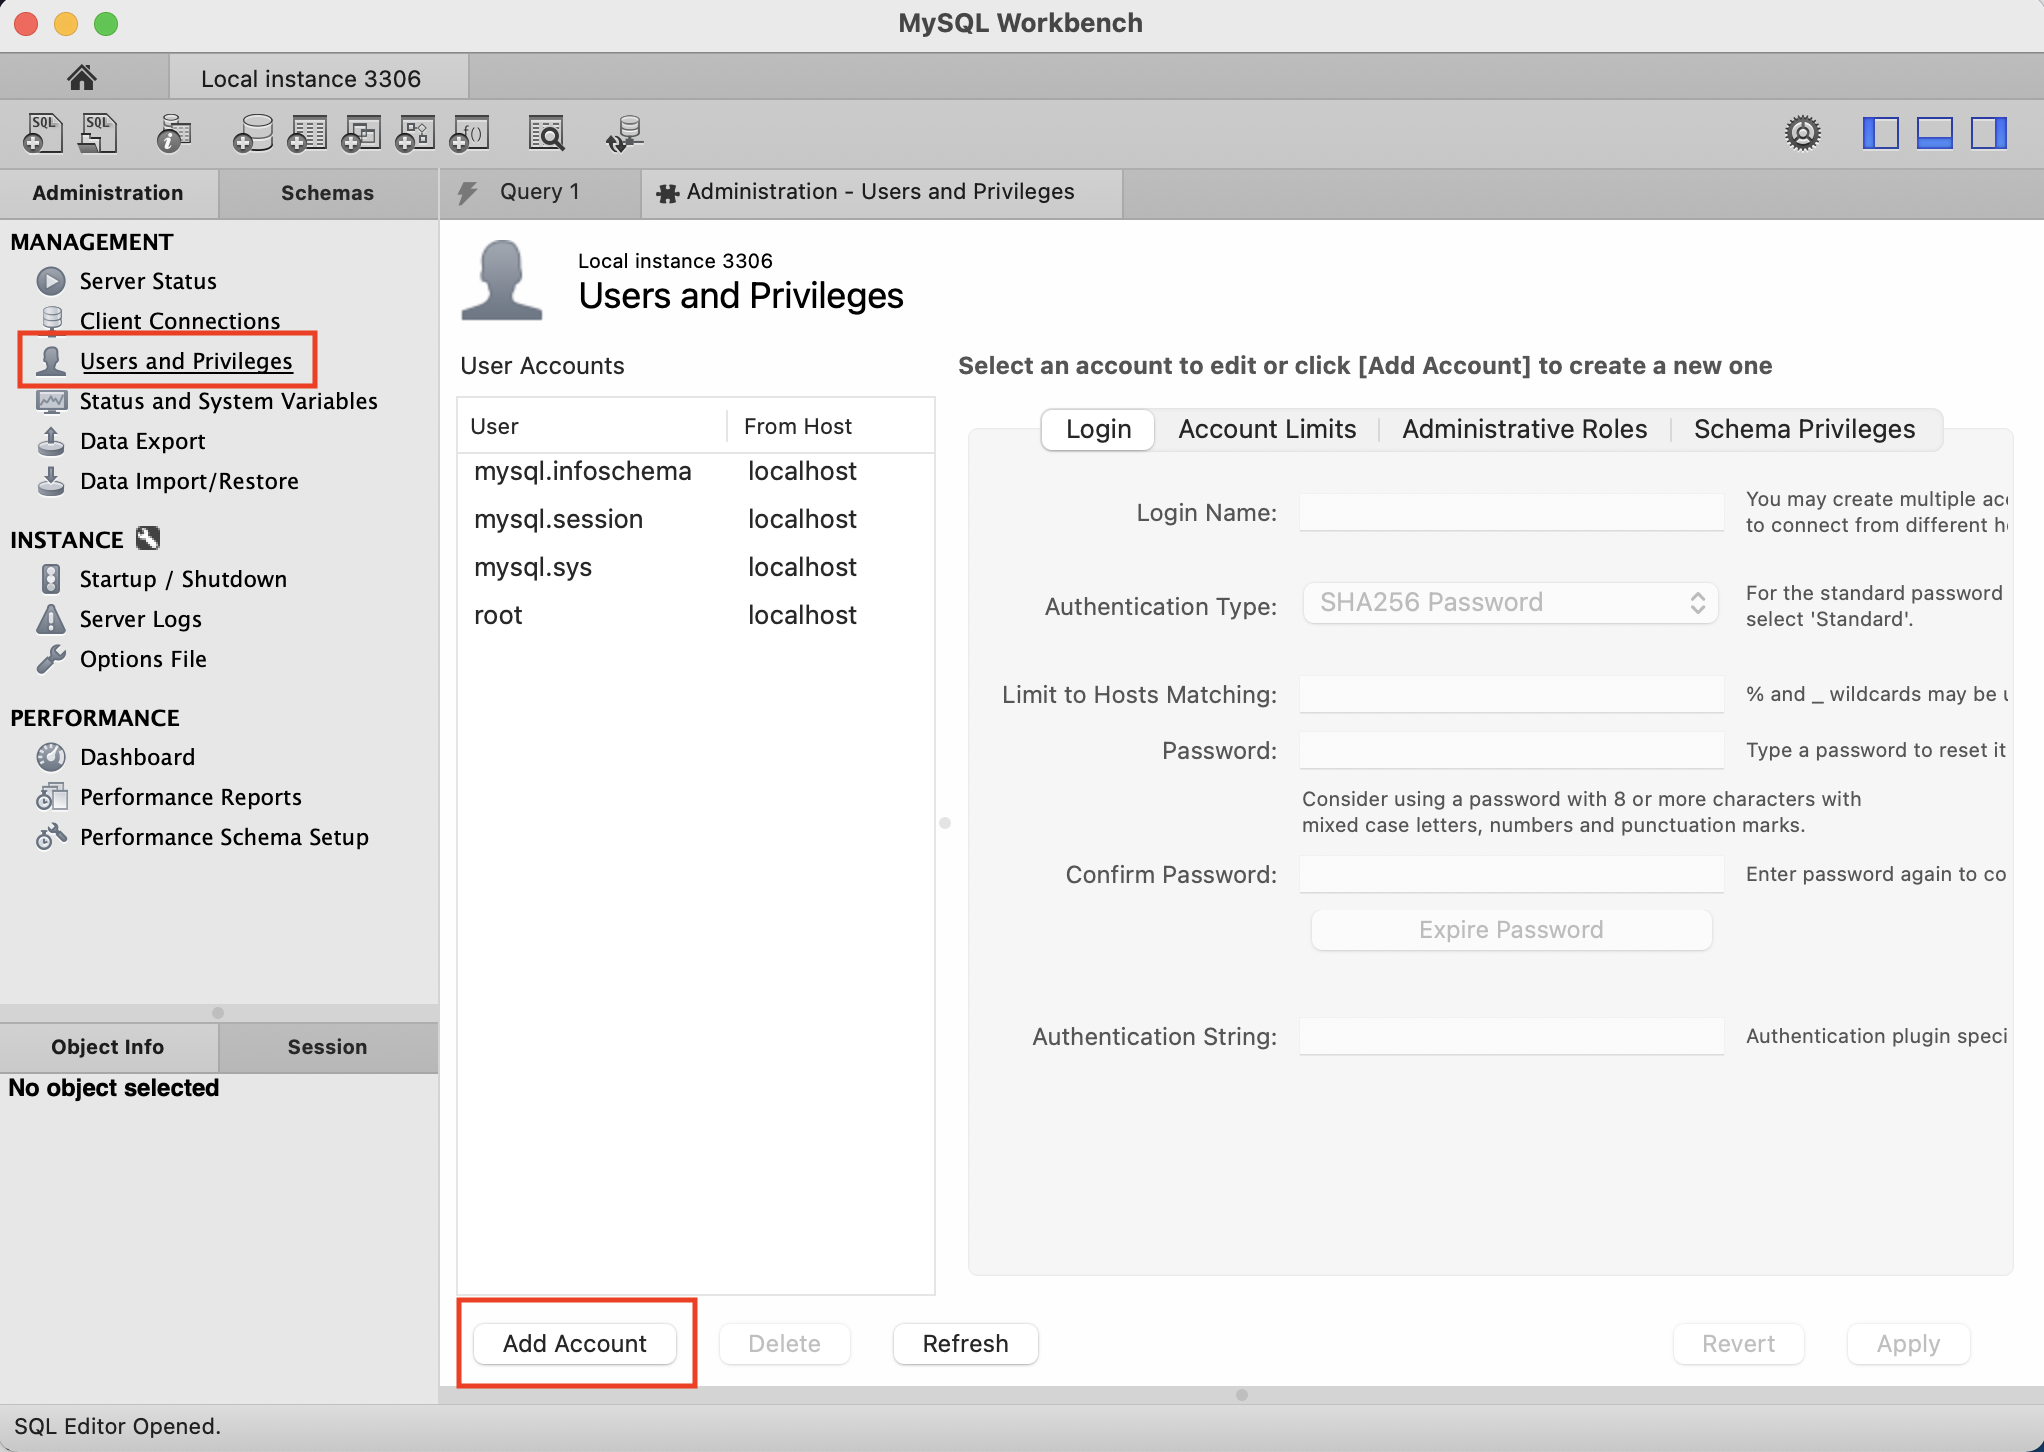 MySQL Workbench
Local instance 3306
SQL
SQL
f()
Administration
Schemas
Query 1
Administration - Users and Privileges
MANAGEMENT
Server Status
Client Connections
Users and Privileges
Status and System Variables
Data Export
Data Import/Restore
INSTANCE
Startup / Shutdown
Server Logs
Options File
PERFORMANCE
Dashboard
Performance Reports
Performance Schema Setup
Object Info
Session
No object selected
Local instance 3306
Users and Privileges
User Accounts
User From Host
mysql.infoschema localhost
mysql.session localhost
mysql.sys localhost
root localhost
Add Account
Delete
Refresh
Select an account to edit or click [Add Account] to create a new one
Login
Account Limits
Administrative Roles
Schema Privileges
Login Name:
You may create multiple acc
to connect from different h
Authentication Type:
SHA256 Password
For the standard password
select 'Standard'.
Limit to Hosts Matching:
% and _ wildcards may be u
Password:
Type a password to reset it
Consider using a password with 8 or more characters with
mixed case letters, numbers and punctuation marks.
Confirm Password:
Enter password again to co
Expire Password
Authentication String:
Authentication plugin speci
Revert
Apply
SQL Editor Opened.